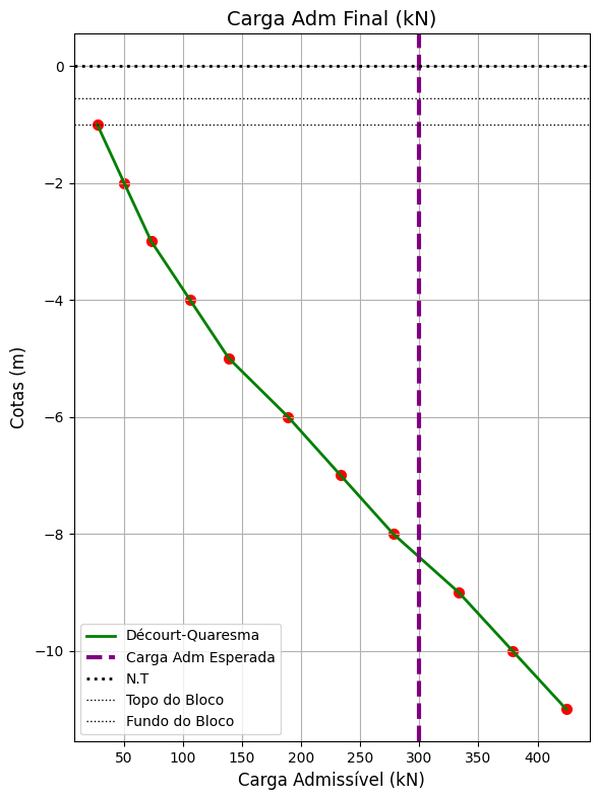 Carga Adm Final (kN)
0
−2
−4
−6
−8
−10
Cotas (m)
Décourt-Quaresma
Carga Adm Esperada
N.T
Topo do Bloco
Fundo do Bloco
50 100 150 200 250 300 350 400
Carga Admissível (kN)